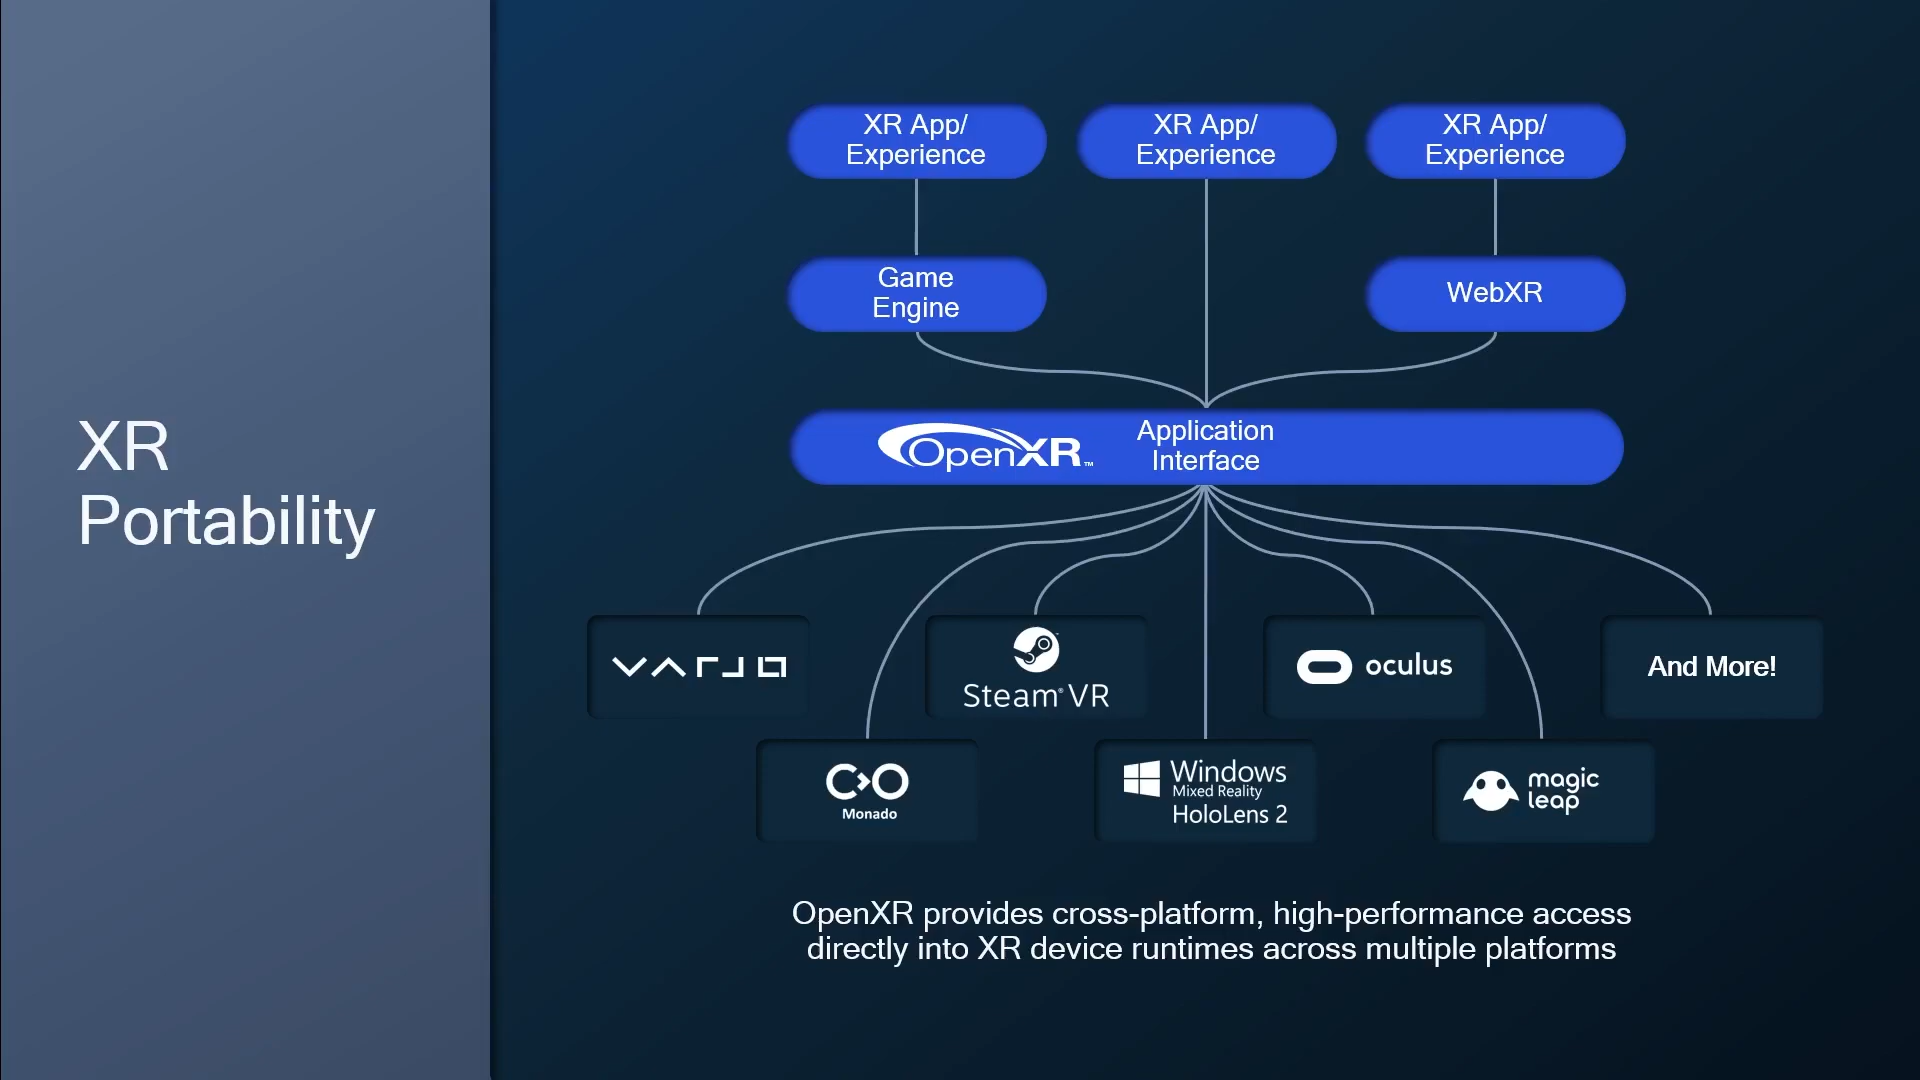 XR
Portability
XR App/
Experience
XR App/
Experience
XR App/
Experience
Game
Engine
WebXR
OpenXR™
Application
Interface
VARJO
Steam®VR
oculus
And More!
Monado
Windows
Mixed Reality
HoloLens 2
magic
leap
OpenXR provides cross-platform, high-performance access
directly into XR device runtimes across multiple platforms